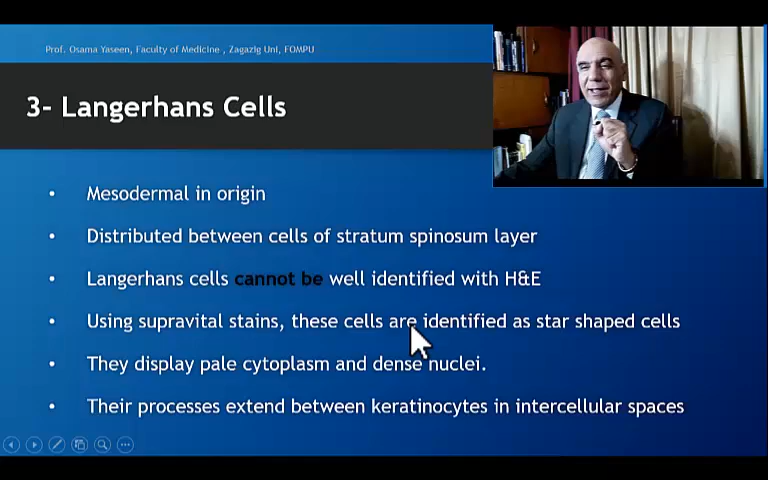 Prof. Osama Yaseen, Faculty of Medicine , Zagazig Uni, FOMPU
3- Langerhans Cells
• Mesodermal in origin
• Distributed between cells of stratum spinosum layer
• Langerhans cells cannot be well identified with H&E
• Using supravital stains, these cells are identified as star shaped cells
• They display pale cytoplasm and dense nuclei.
• Their processes extend between keratinocytes in intercellular spaces